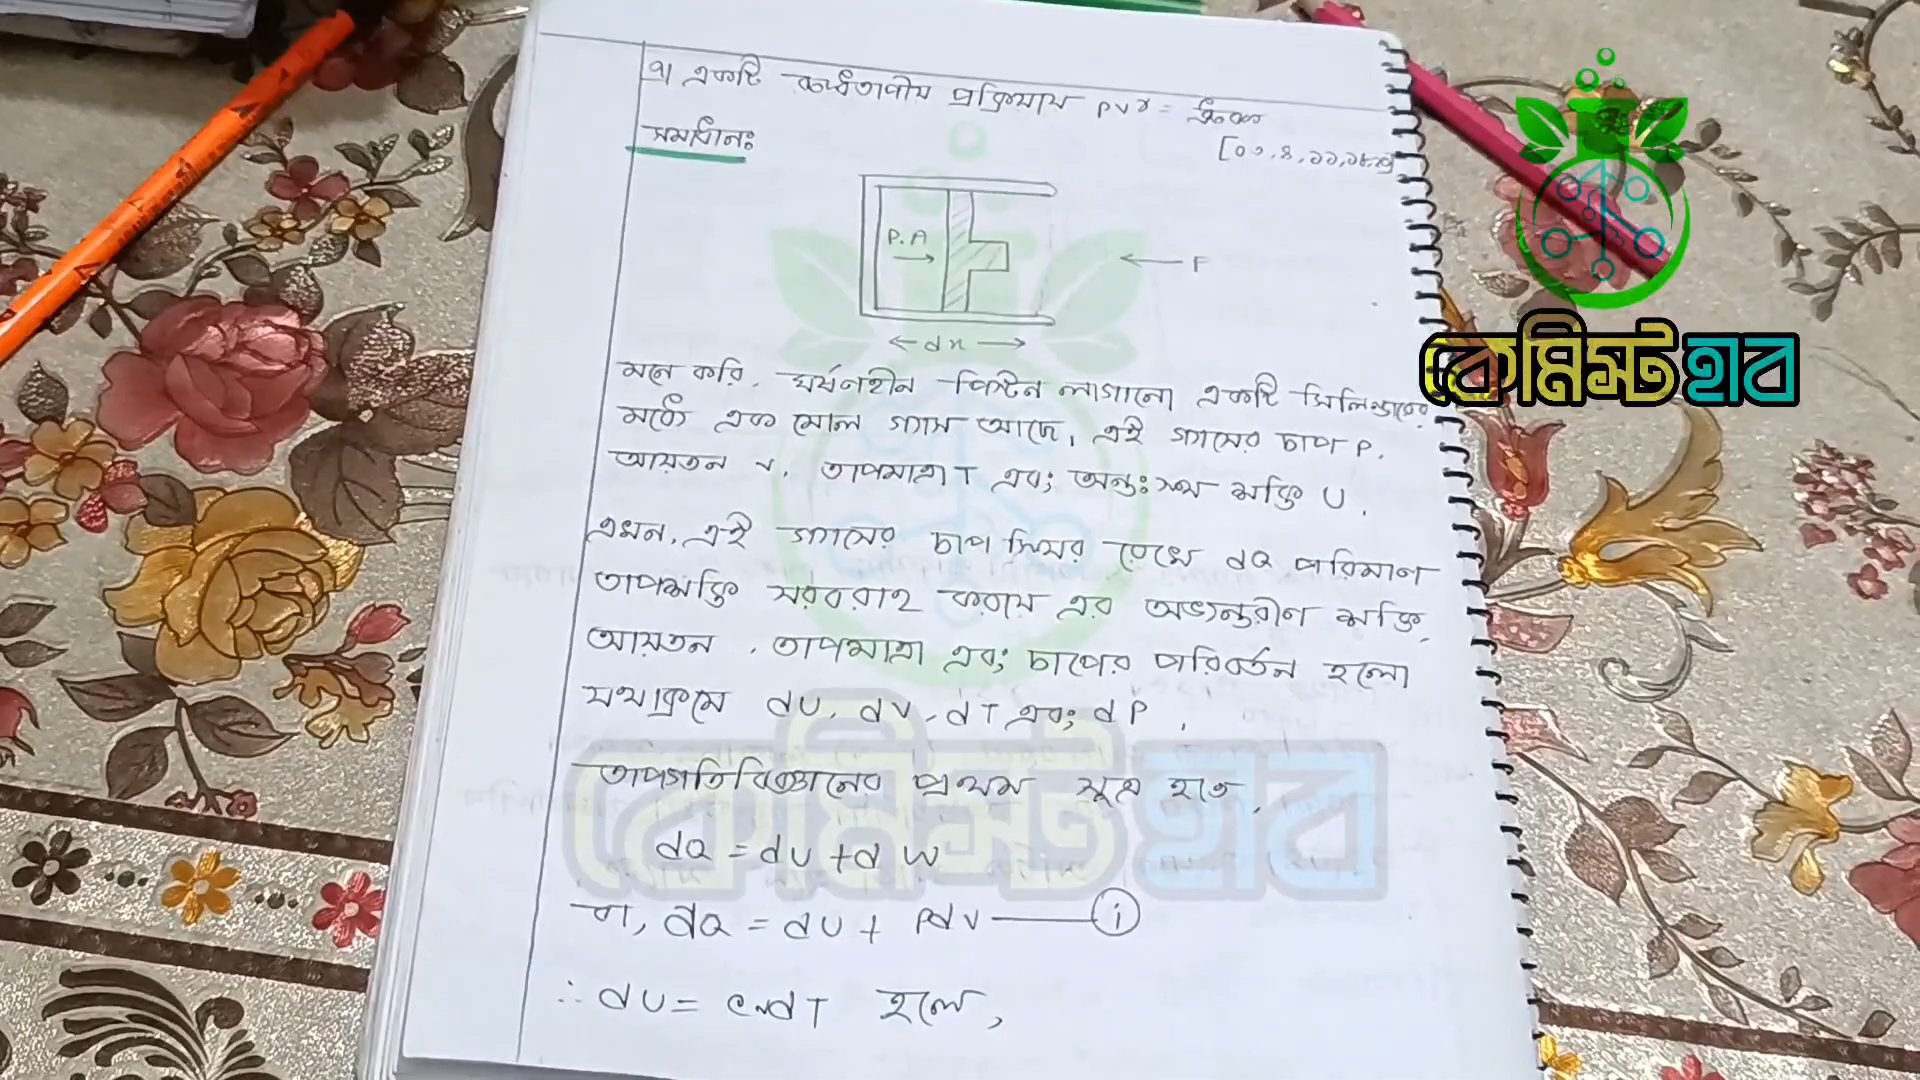 ৭। একটি রুদ্ধতাপীয় প্রক্রিয়ায় PVγ = ধ্রুবক
সমাধানঃ
P.A
F
dx
মনে করি, ঘর্ষণহীন পিস্টন লাগানো একটি সিলিন্ডারের
মধ্যে এক মোল গ্যাস আছে, এই গ্যাসের চাপ P,
আয়তন V, তাপমাত্রা T এবং অন্তঃস্থ শক্তি U,
এখন, এই গ্যাসের চাপ স্থির রেখে dQ পরিমান
তাপশক্তি সরবরাহ করায় এর অভ্যন্তরীণ শক্তি,
আয়তন, তাপমাত্রা এবং চাপের পরিবর্তন হলো
যথাক্রমে dU, dV, dT এবং dP,
তাপগতিবিজ্ঞানের প্রথম সূত্র হতে,
dQ = dU + dW
বা, dQ = dU + PdV —— (i)
∴ dU = CvdT হলে,
কেমিস্ট হাব
কেমিস্ট হাব